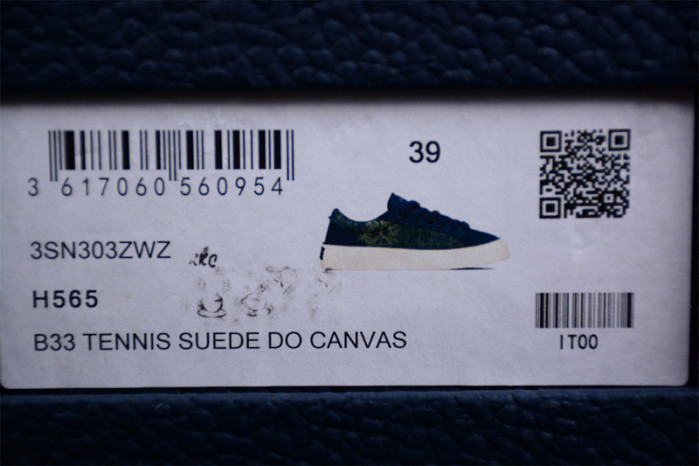 39
3 617060 560954
3SN303ZWZ
H565
B33 TENNIS SUEDE DO CANVAS
IT00